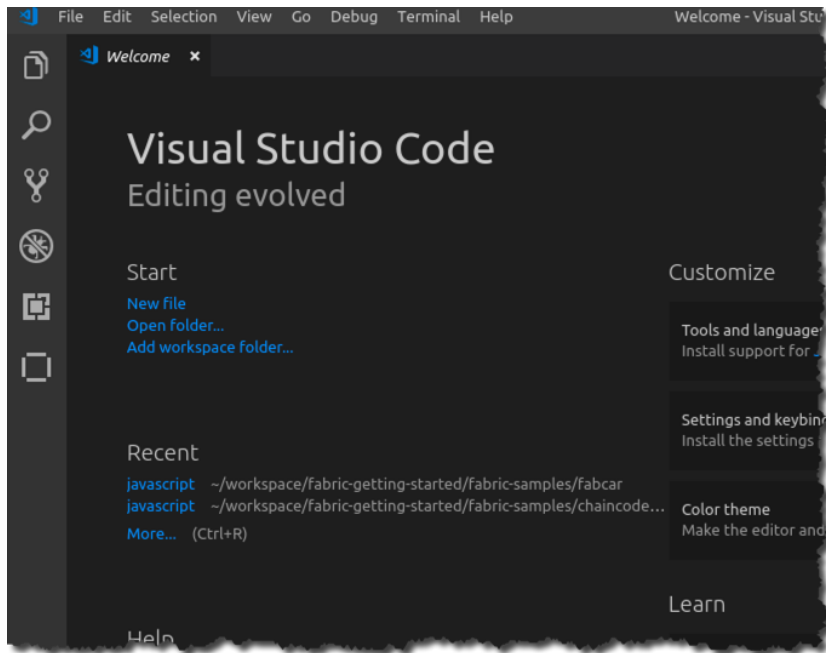 File Edit Selection View Go Debug Terminal Help Welcome - Visual
Welcome ×
Visual Studio Code
Editing evolved
Start
New file
Open folder...
Add workspace folder...
Recent
javascript ~/workspace/fabric-getting-started/fabric-samples/fabcar
javascript ~/workspace/fabric-getting-started/fabric-samples/chaincode...
More... (Ctrl+R)
Help
Customize
Tools and languages
Install support for
Settings and
Install the settings
Color theme
Make the editor and
Learn